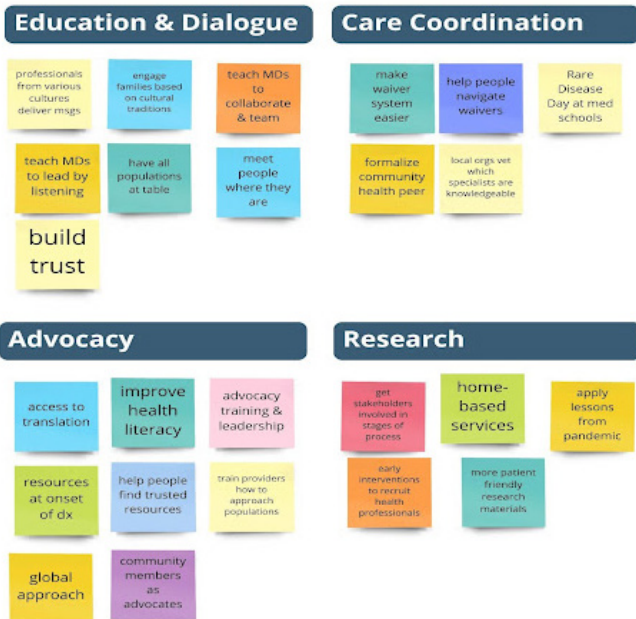 Education & Dialogue
professionals
from various
cultures
deliver msgs
engage
families based
on cultural
traditions
teach MDs
to
collaborate
& team
teach MDs
to lead by
listening
have all
populations
at table
meet
people
where they
are
build
trust
Care Coordination
make
waiver
system
easier
help people
navigate
waivers
Rare
Disease
Day at med
schools
formalize
community
health peer
local orgs vet
which
specialists are
knowledgeable
Advocacy
access to
translation
improve
health
literacy
advocacy
training &
leadership
resources
at onset
of dx
help people
find trusted
resources
train providers
how to
approach
populations
global
approach
community
members
as
advocates
Research
get
stakeholders
involved in
stages of
process
home-
based
services
apply
lessons
from
pandemic
early
interventions
to recruit
health
professionals
more patient
friendly
research
materials